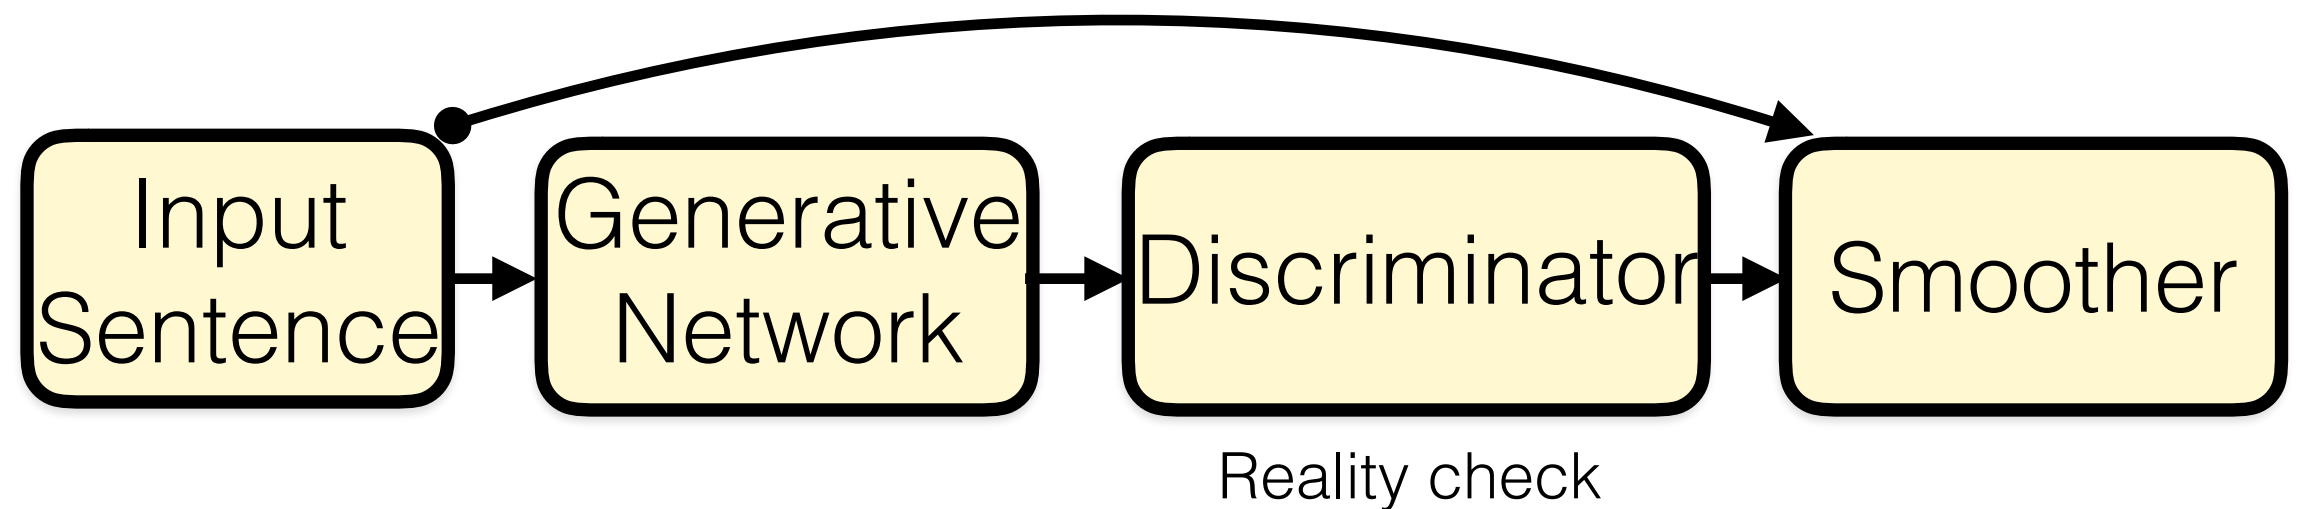 Input
Sentence
Generative
Network
Discriminator
Smoother
Reality check